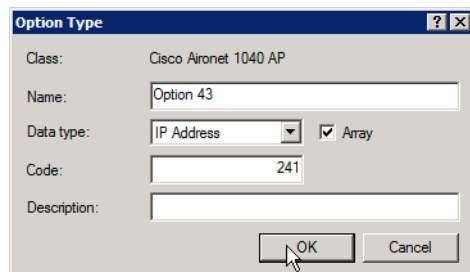 Option Type
Class: Cisco Aironet 1040 AP
Name: Option 43
Data type: IP Address Array
Code: 241
Description:
OK Cancel